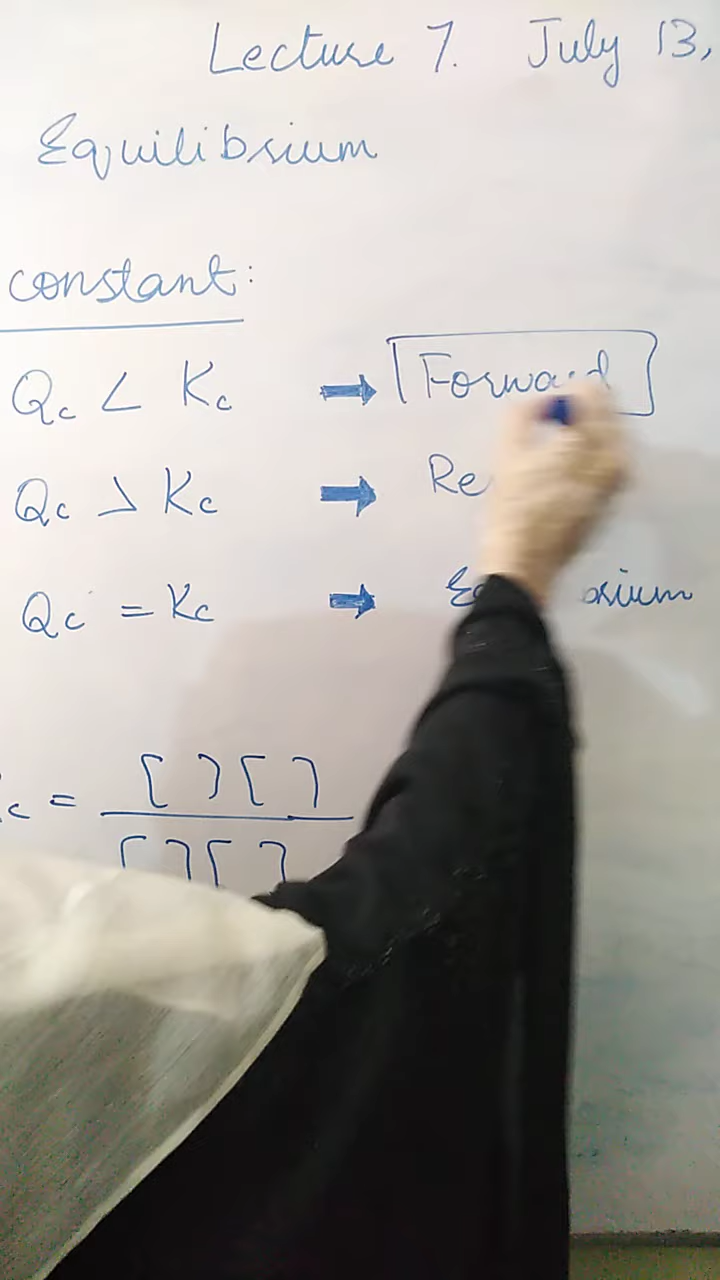 Lecture 7. July 13,
Equilibrium
constant:
Qc < Kc ➡ Forward
Qc > Kc ➡ Re
Qc = Kc ➡
c = [ ] [ ]
[ ] [ ]